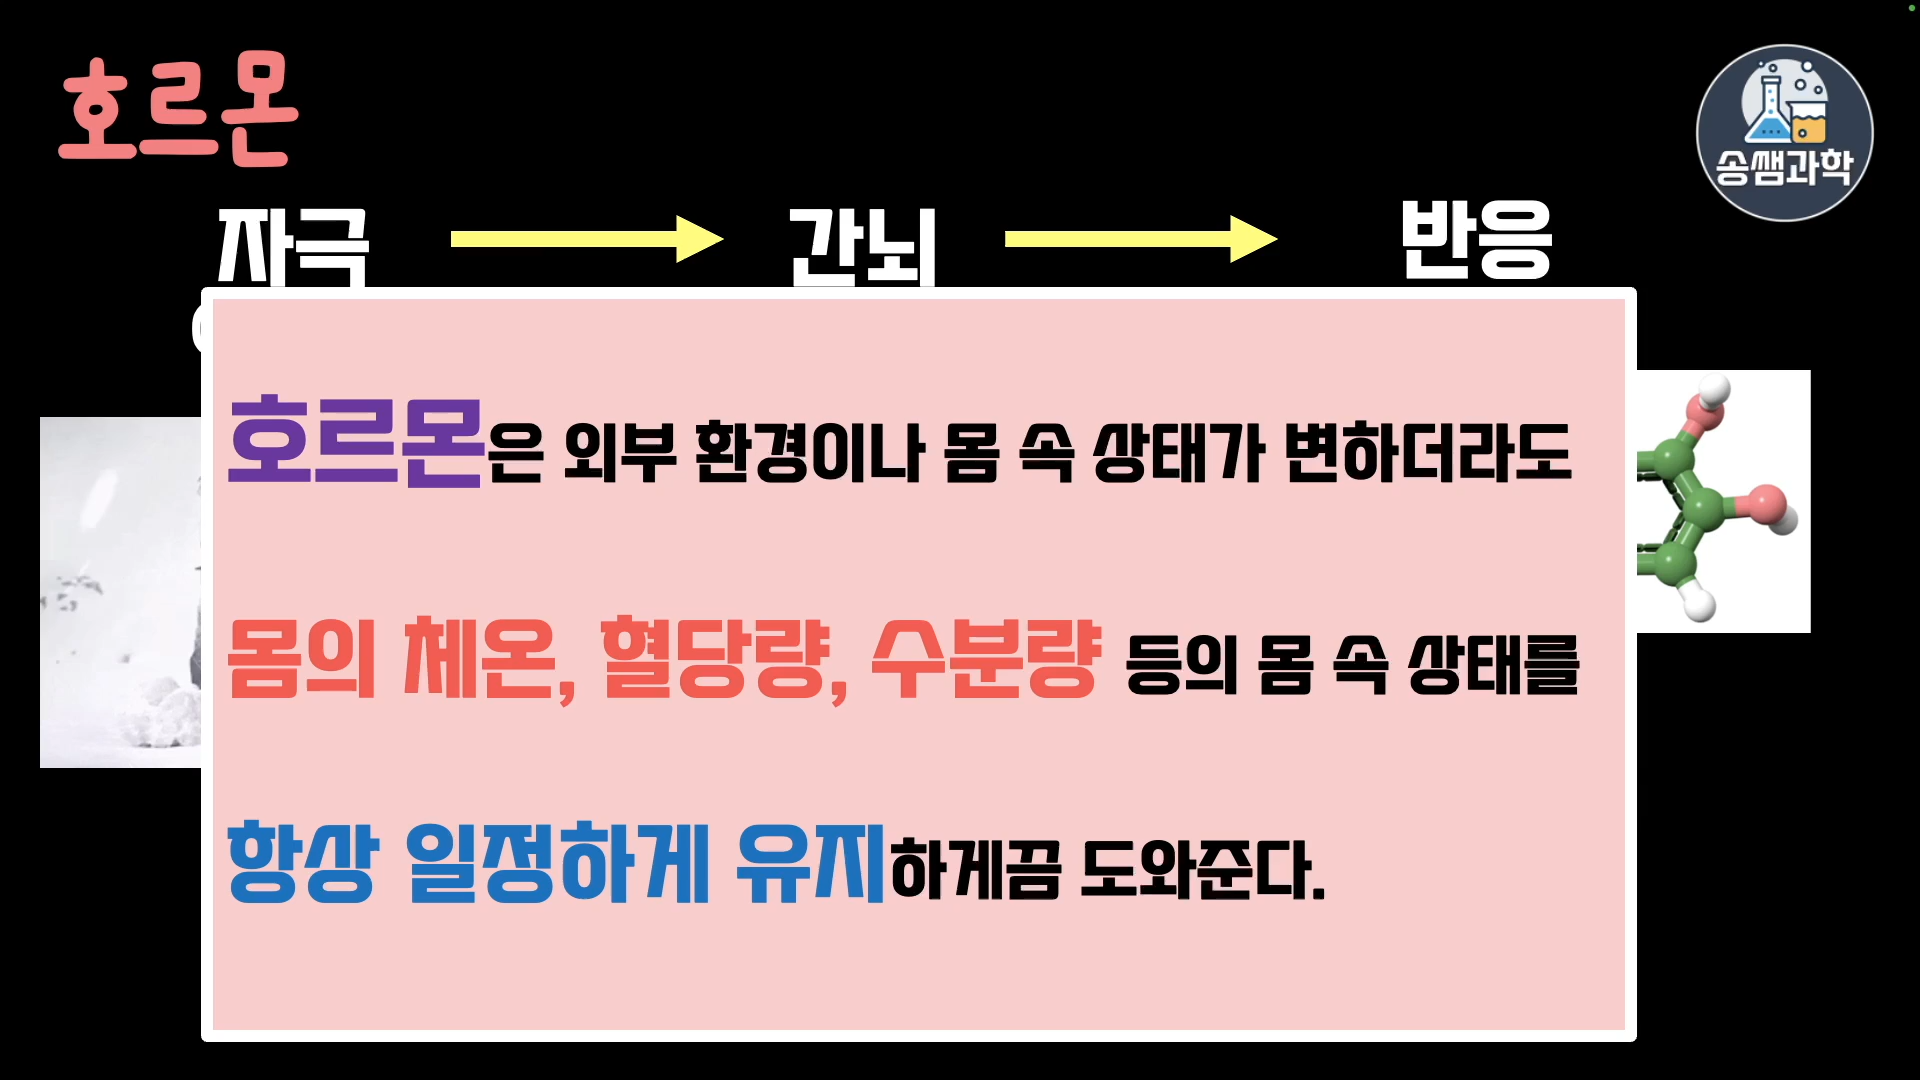 호르몬
송쌤과학
자극 간뇌 반응
호르몬은 외부 환경이나 몸 속 상태가 변하더라도
몸의 체온, 혈당량, 수분량 등의 몸 속 상태를
항상 일정하게 유지하게끔 도와준다.